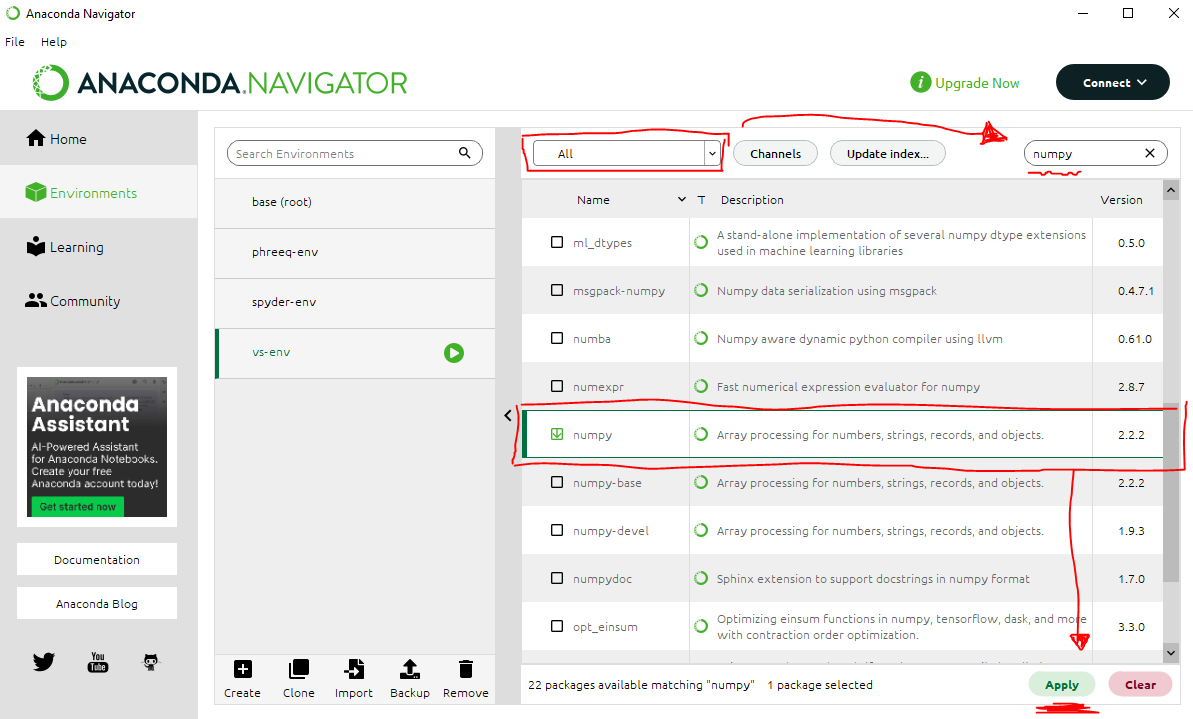 Anaconda Navigator
File Help
ANACONDA.NAVIGATOR
i Upgrade Now
Connect
Home
Environments
Learning
Community
Anaconda
Assistant
AI-Powered Assistant
for Anaconda Notebooks.
Create your free
Anaconda account today!
Get started now
Documentation
Anaconda Blog
You
Tube
Search Environments
base (root)
phreeq-env
spyder-env
vs-env
Create Clone Import Backup Remove
All Channels Update index... numpy
Name T Description Version
ml_dtypes A stand-alone implementation of several numpy dtype extensions
used in machine learning libraries 0.5.0
msgpack-numpy Numpy data serialization using msgpack 0.4.7.1
numba Numpy aware dynamic python compiler using llvm 0.61.0
numexpr Fast numerical expression evaluator for numpy 2.8.7
numpy Array processing for numbers, strings, records, and objects. 2.2.2
numpy-base Array processing for numbers, strings, records, and objects. 2.2.2
numpy-devel Array processing for numbers, strings, records, and objects. 1.9.3
numpydoc Sphinx extension to support docstrings in numpy format 1.7.0
opt_einsum Optimizing einsum functions in numpy, tensorflow, dask, and more
with contraction order optimization. 3.3.0
22 packages available matching "numpy" 1 package selected
Apply Clear